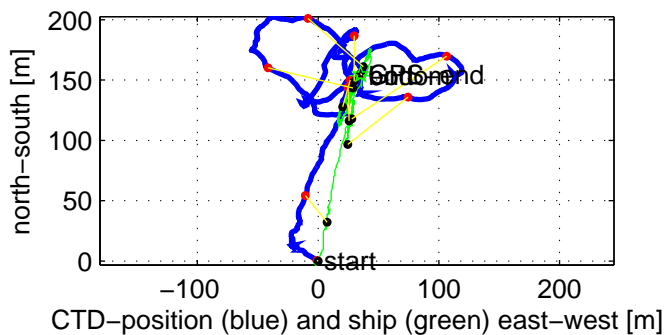 200
150
100
50
0
north−south [m]
GPS−end
start
−100
0
100
200
CTD−position (blue) and ship (green) east−west [m]